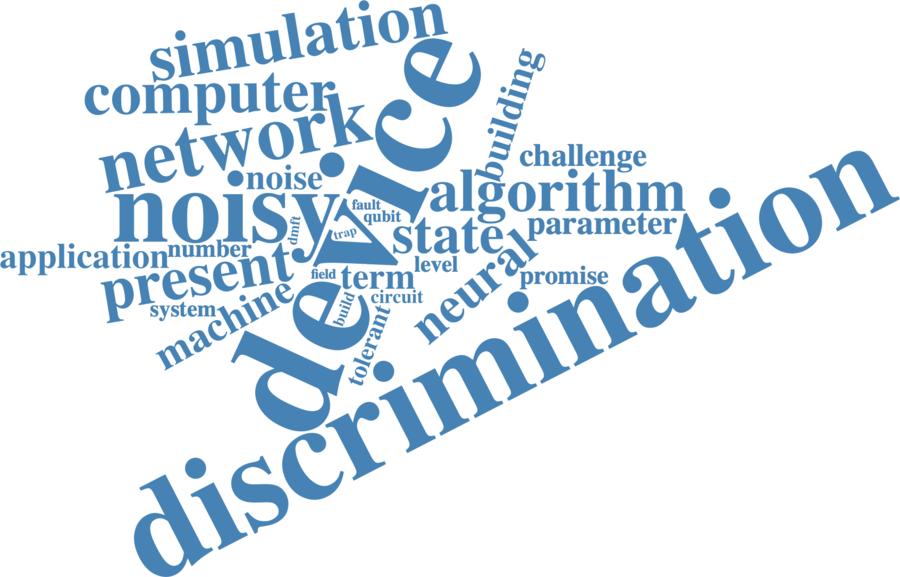 simulation
computer
network
device
building
noise
noisy
challenge
algorithm
parameter
fault
qubit
dmft
trap
state
application
number
present
level
field
term
neural
promise
system
machine
build
circuit
tolerant
discrimination